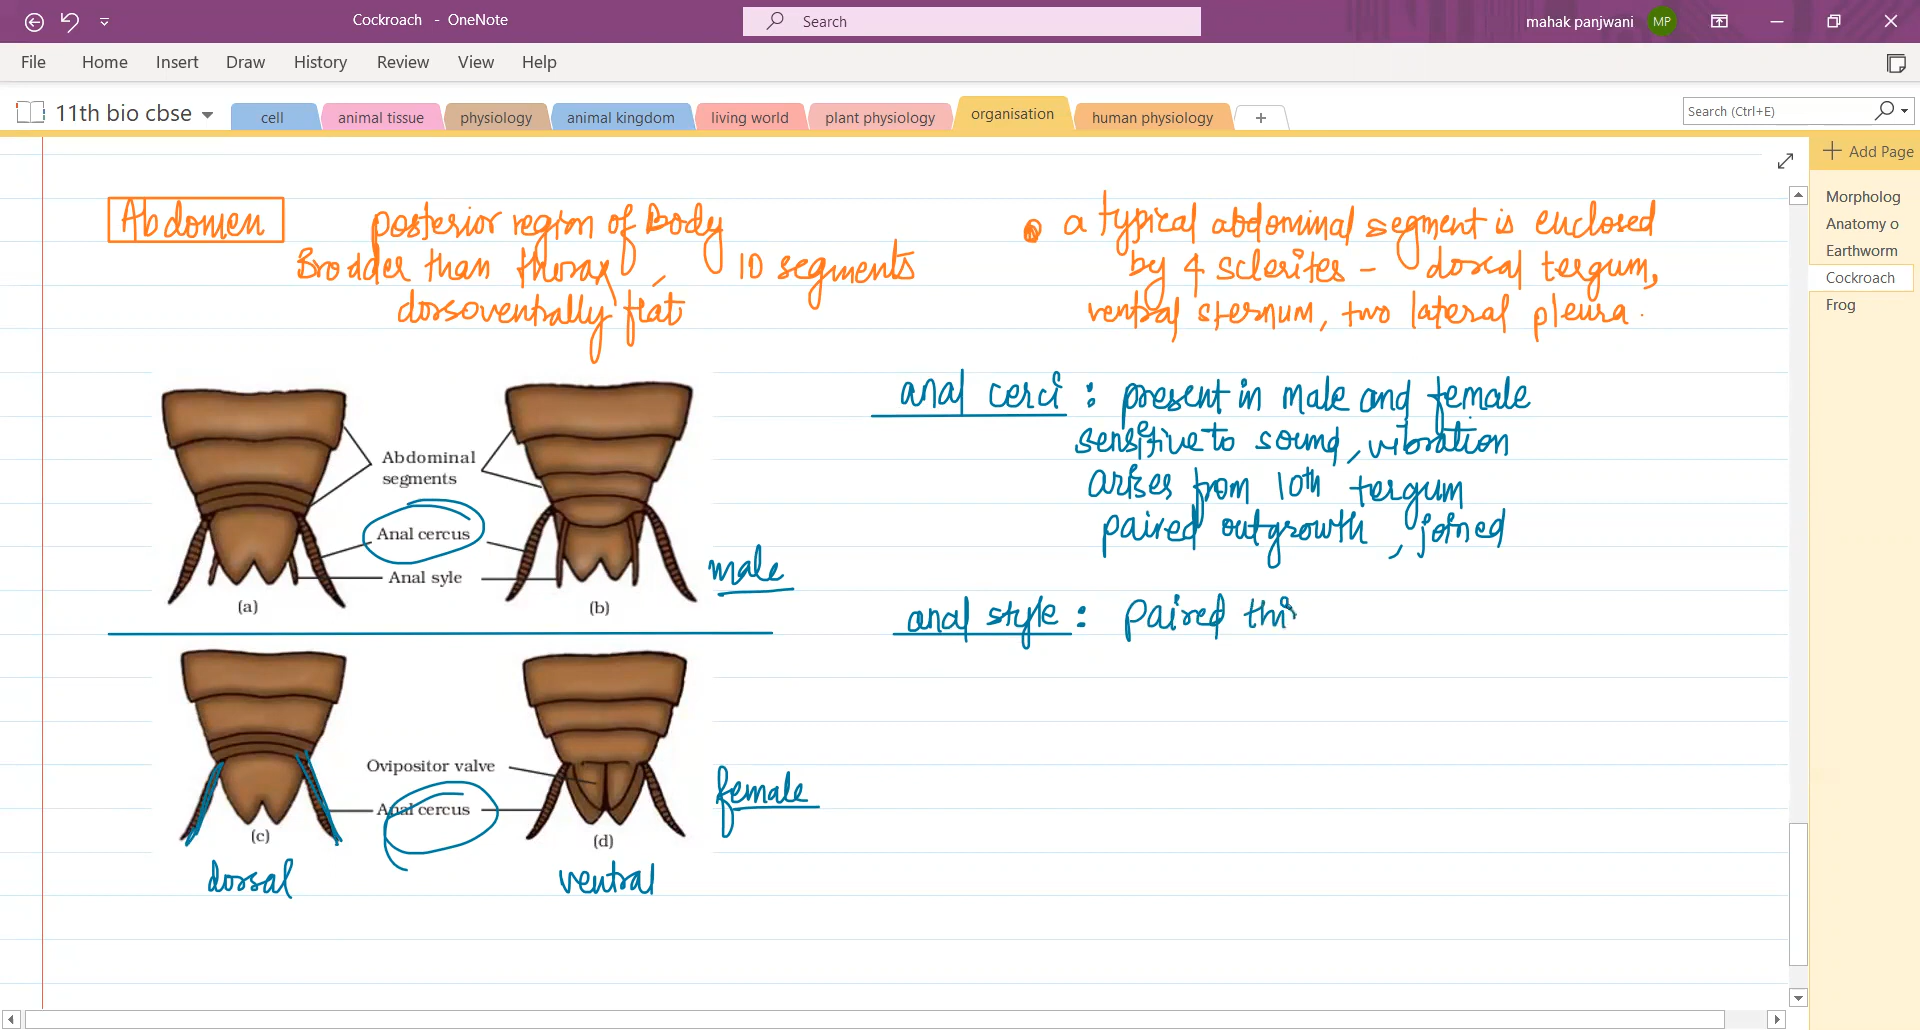 Cockroach - OneNote
Search
mahak panjwani MP
File Home Insert Draw History Review View Help
11th bio cbse
cell animal tissue physiology animal kingdom living world plant physiology organisation human physiology +
Search (Ctrl+E)
Add Page
Morpholog
Anatomy o
Earthworm
Cockroach
Frog
Abdomen posterior region of Body
Brodder than thorax, 10 segments
dorsoventrally flat
a typical abdominal segment is enclosed
by 4 sclerites - dorsal tergum,
ventral sternum, two lateral pleura.
Abdominal
segments
Anal cercus
Anal syle
(a) (b)
male
anal cerci : present in male and female
sensitive to sound, vibration
arises from 10th tergum
paired outgrowth, joined
anal style : Paired thi
Ovipositor valve
Anal cercus
(c) (d)
female
dorsal ventral